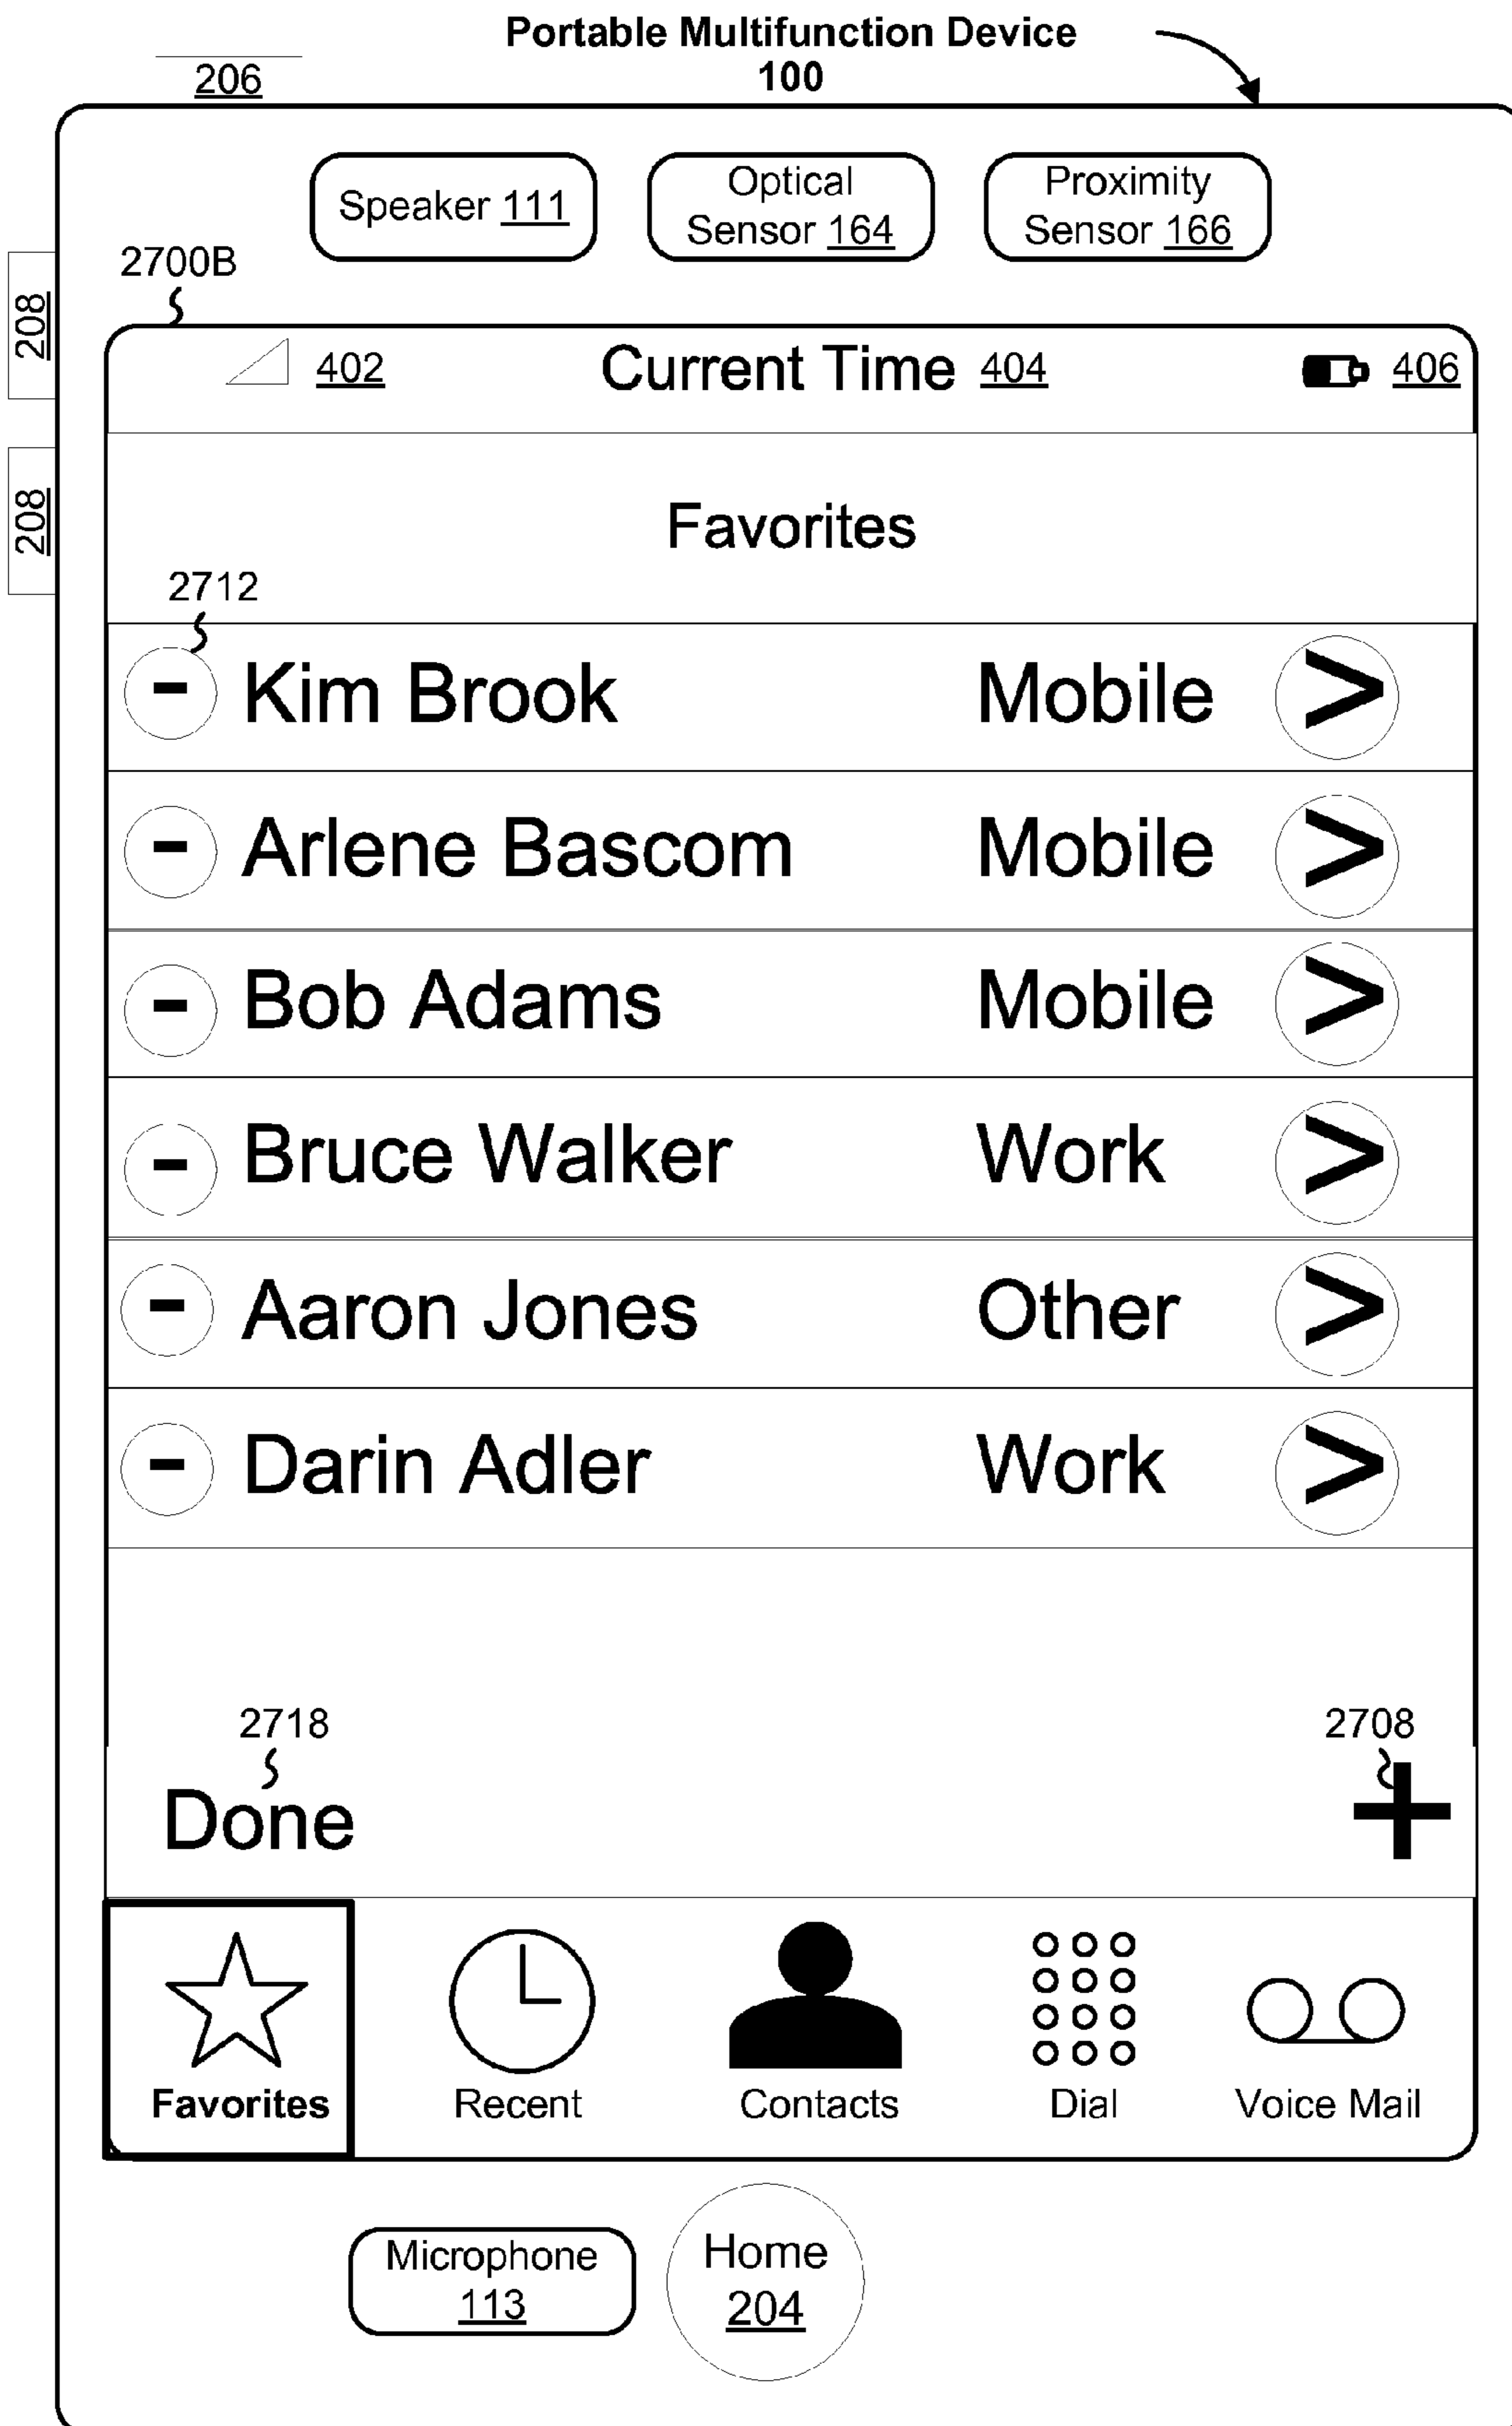 Portable Multifunction Device
100
206
Speaker 111
Optical
Sensor 164
Proximity
Sensor 166
2700B
208
402 Current Time 404 406
208
Favorites
2712
- Kim Brook Mobile >
- Arlene Bascom Mobile >
- Bob Adams Mobile >
- Bruce Walker Work >
- Aaron Jones Other >
- Darin Adler Work >
2718 2708
Done +
Favorites Recent Contacts Dial Voice Mail
Microphone
113
Home
204